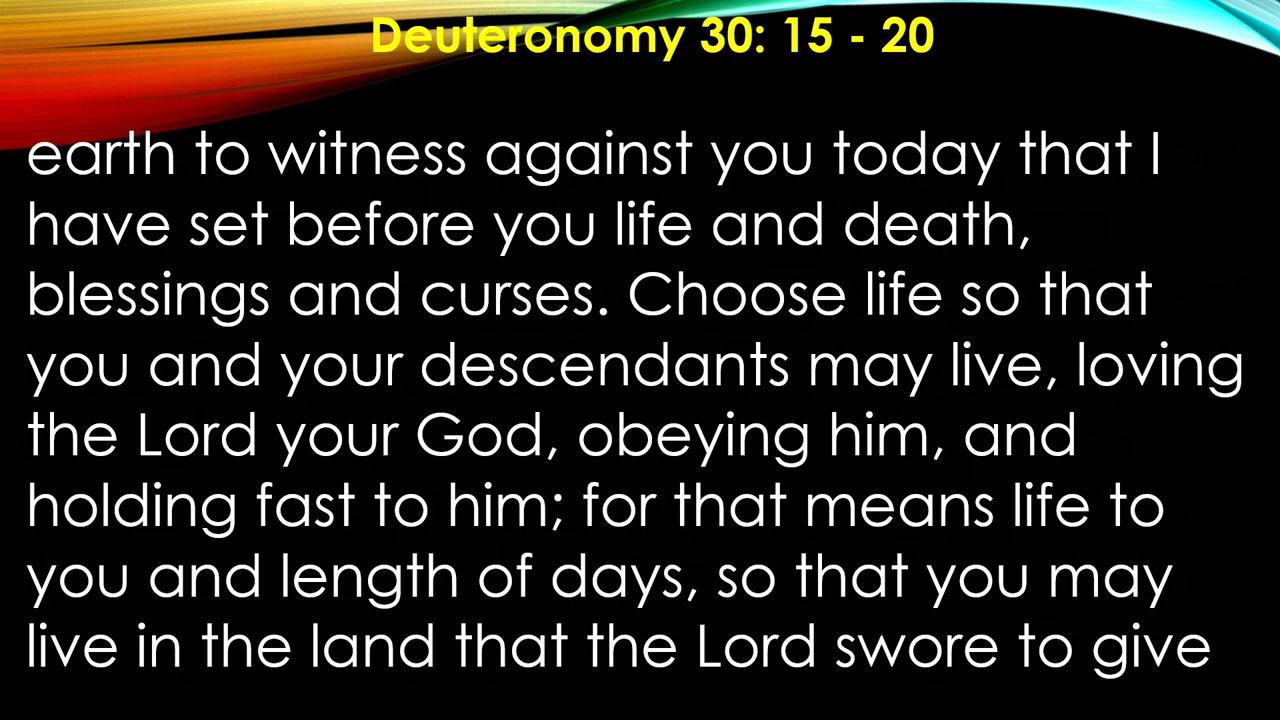 Deuteronomy 30: 15 - 20
earth to witness against you today that I
have set before you life and death,
blessings and curses. Choose life so that
you and your descendants may live, loving
the Lord your God, obeying him, and
holding fast to him; for that means life to
you and length of days, so that you may
live in the land that the Lord swore to give